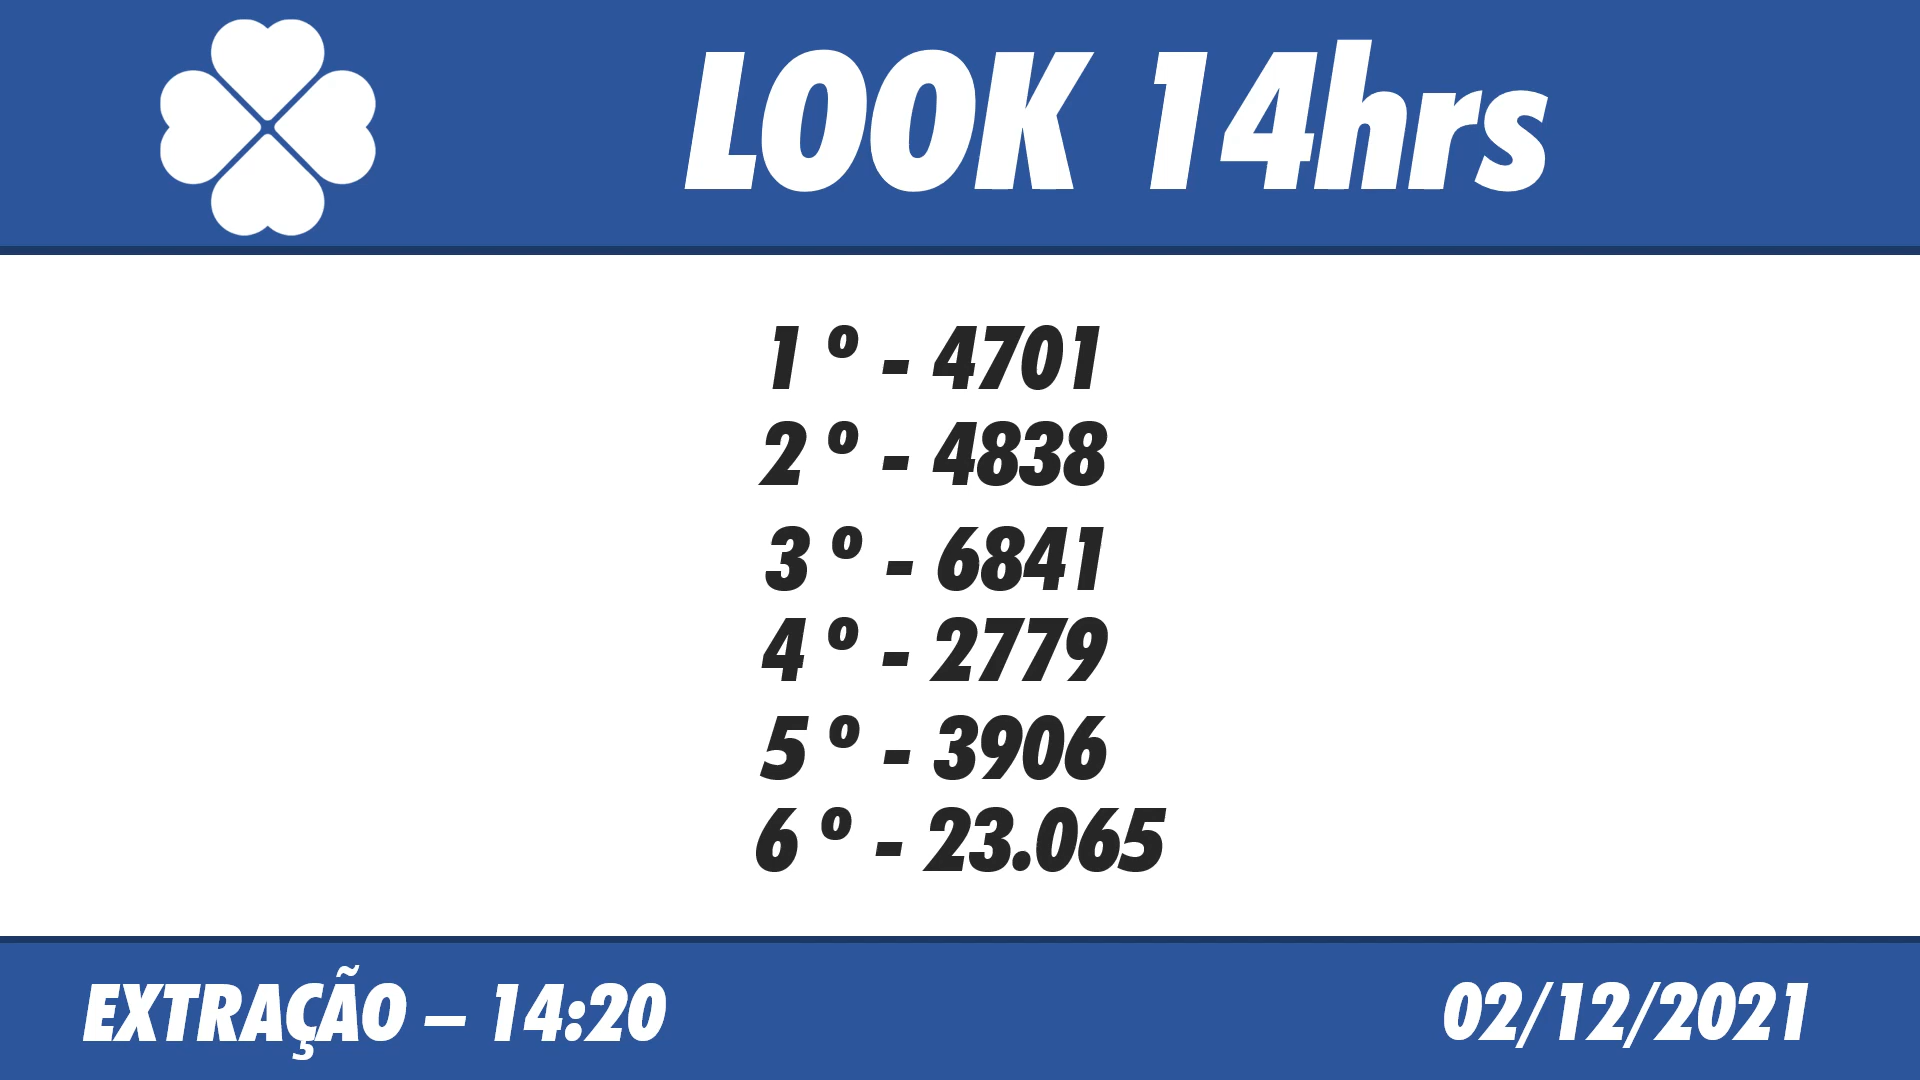 LOOK 14hrs
1 º - 4701
2 º - 4838
3 º - 6841
4 º - 2779
5 º - 3906
6 º - 23.065
EXTRAÇÃO – 14:20
02/12/2021